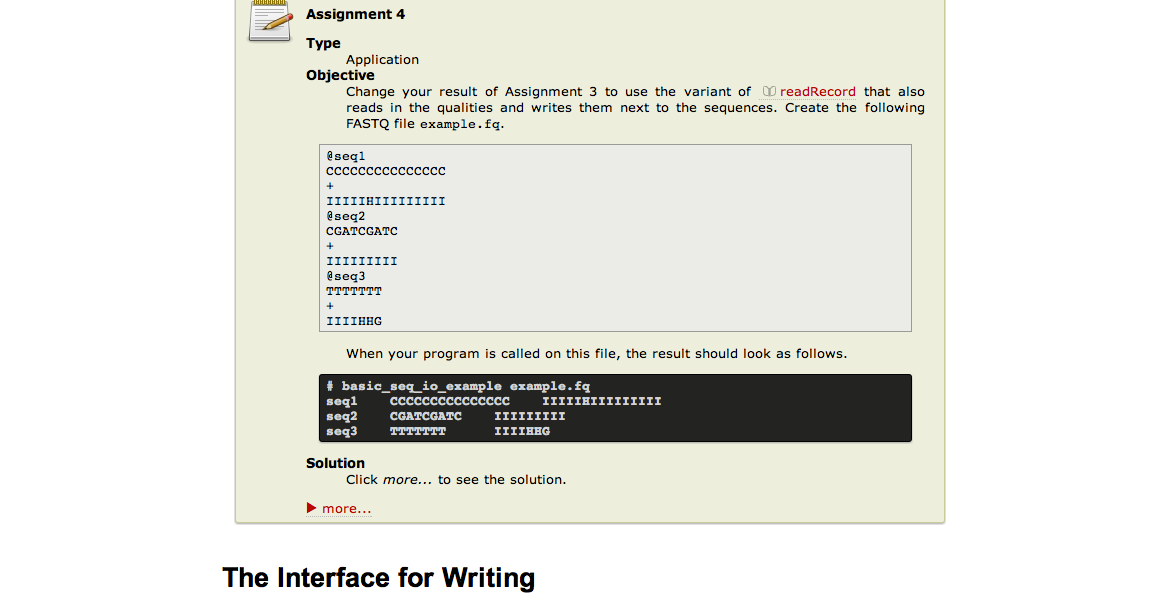 Assignment 4
Type
Application
Objective
Change your result of Assignment 3 to use the variant of readRecord that also
reads in the qualities and writes them next to the sequences. Create the following
FASTQ file example.fq.
@seq1
CCCCCCCCCCCCCCC
+
IIIIIHIIIIIIIII
@seq2
CGATCGATC
+
IIIIIIIII
@seq3
TTTTTTT
+
IIIIHHG
When your program is called on this file, the result should look as follows.
# basic_seq_io_example example.fq
seq1    CCCCCCCCCCCCCCC    IIIIIHIIIIIIIII
seq2    CGATCGATC    IIIIIIIII
seq3    TTTTTTT      IIIIHHG
Solution
Click more... to see the solution.
more...
The Interface for Writing